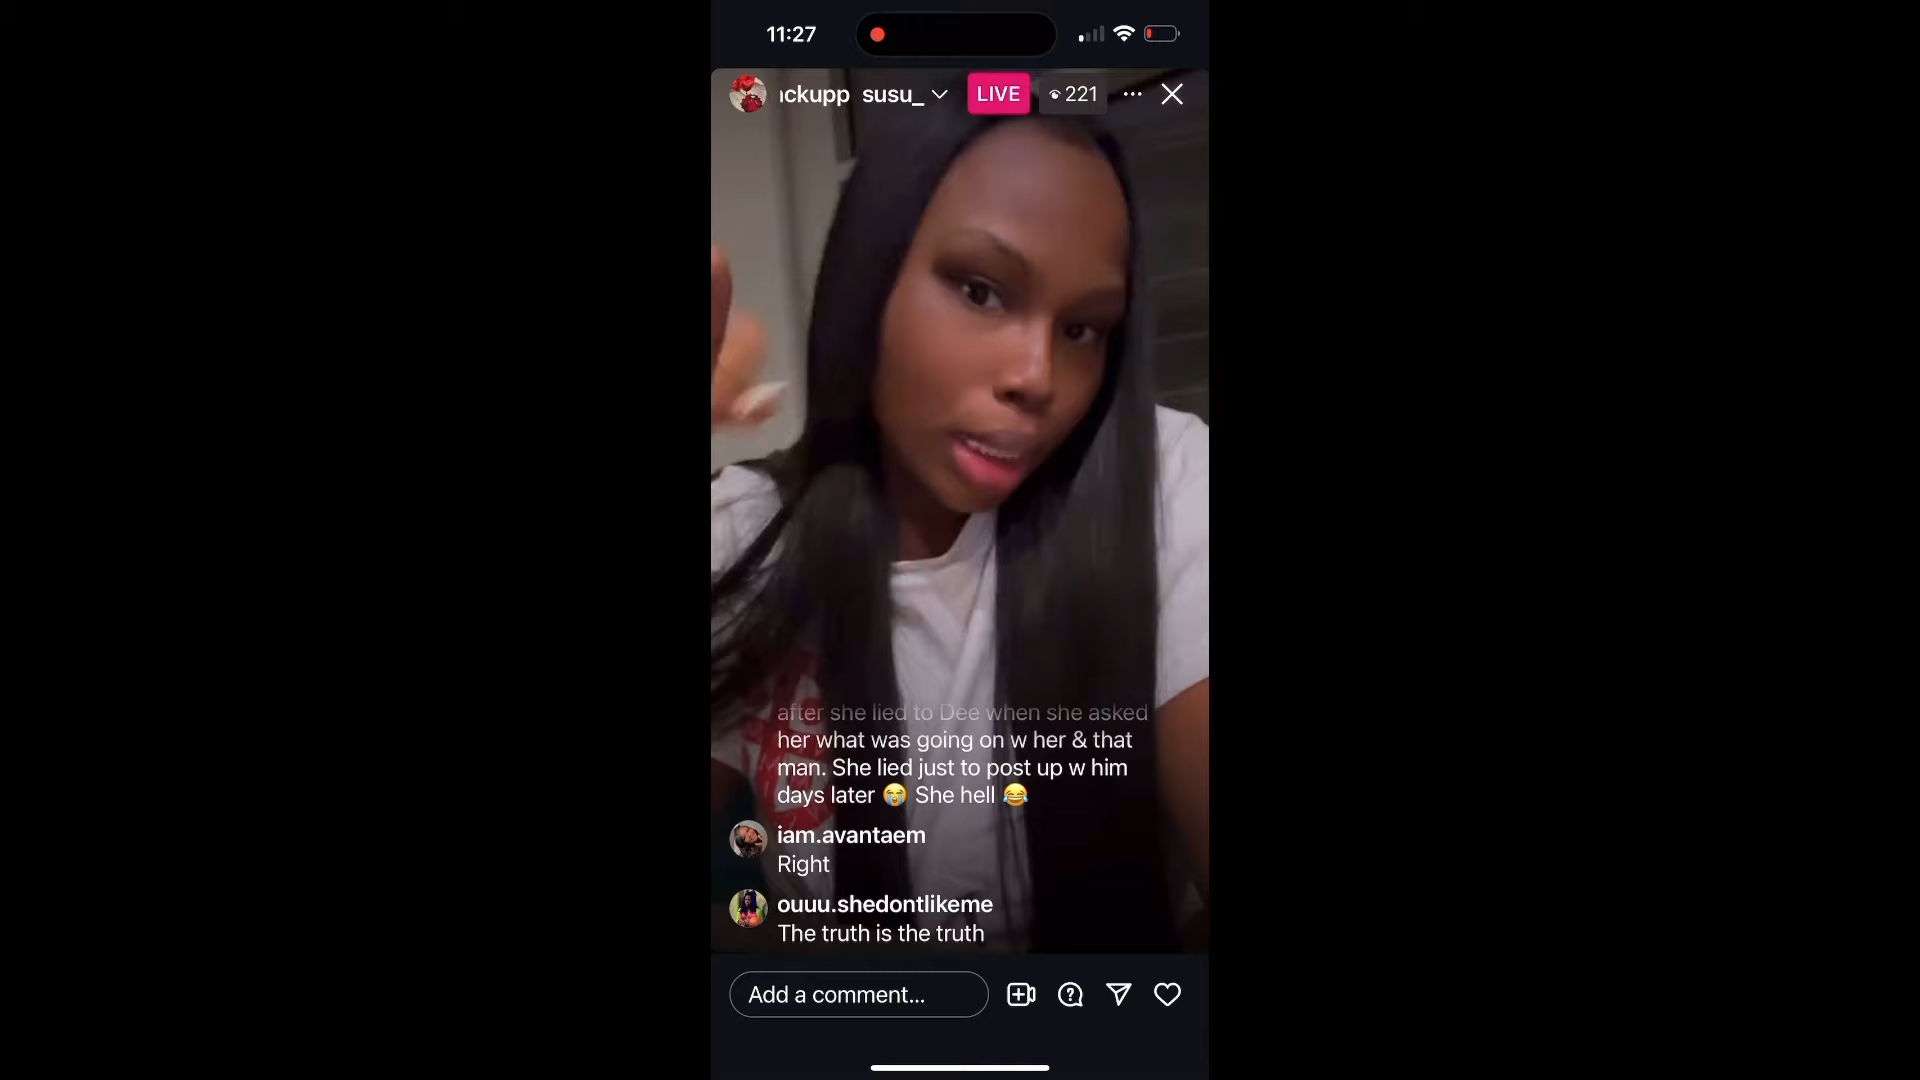 11:27
ckupp susu_
LIVE
221
after she lied to Dee when she asked
her what was going on w her & that
man. She lied just to post up w him
days later 😭 She hell 😂
iam.avantaem
Right
ouuu.shedontlikeme
The truth is the truth
Add a comment...